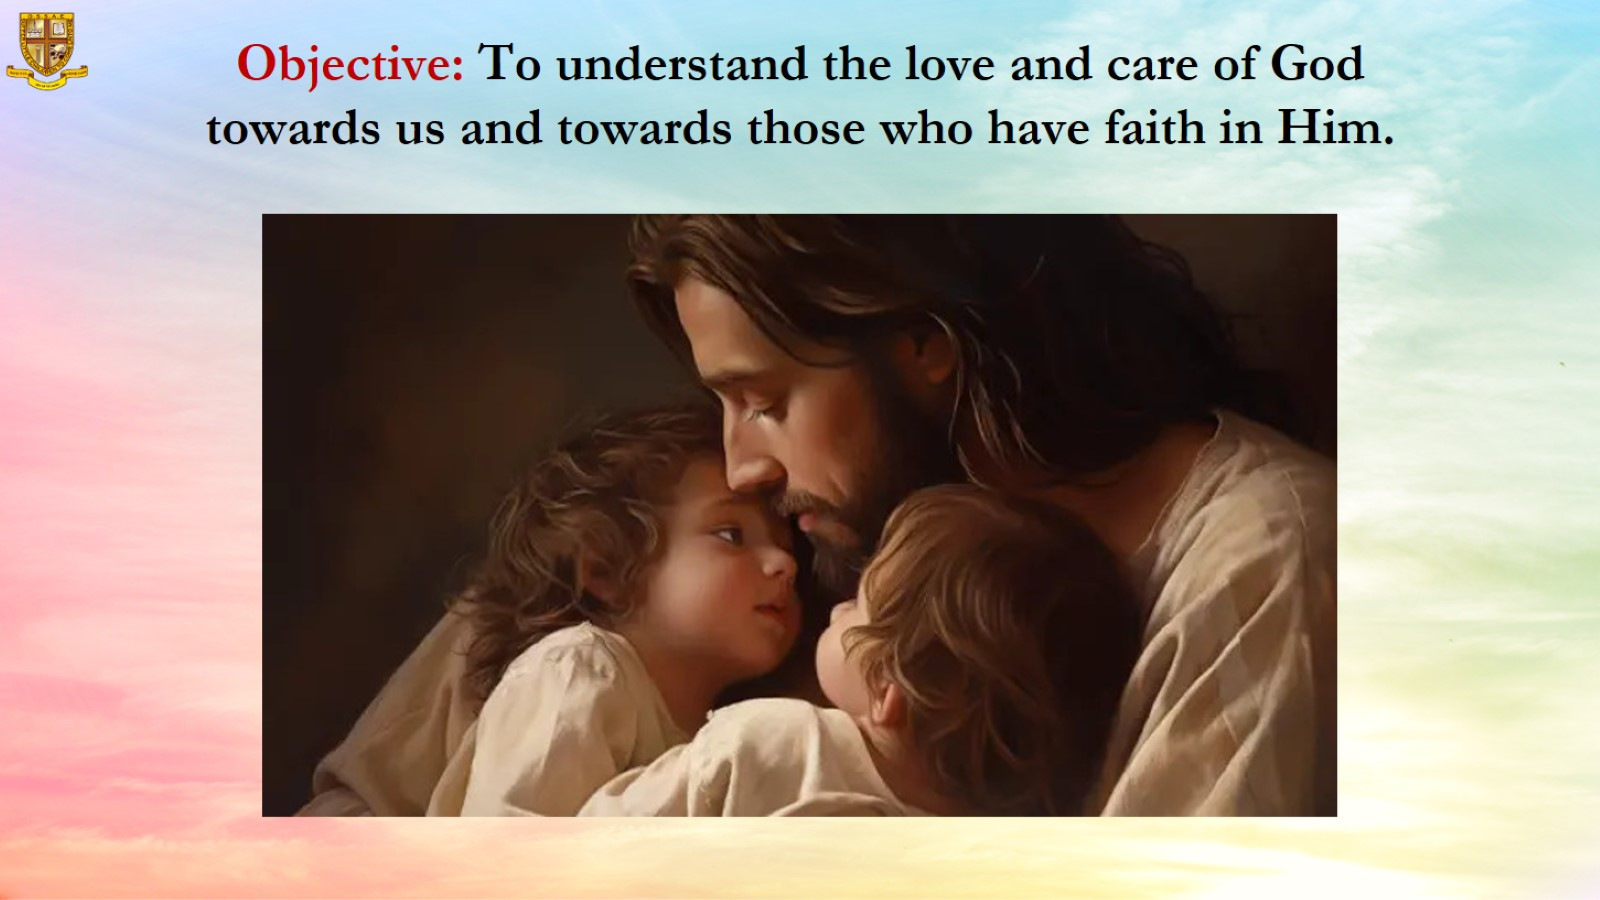 Objective: To understand the love and care of God
towards us and towards those who have faith in Him.